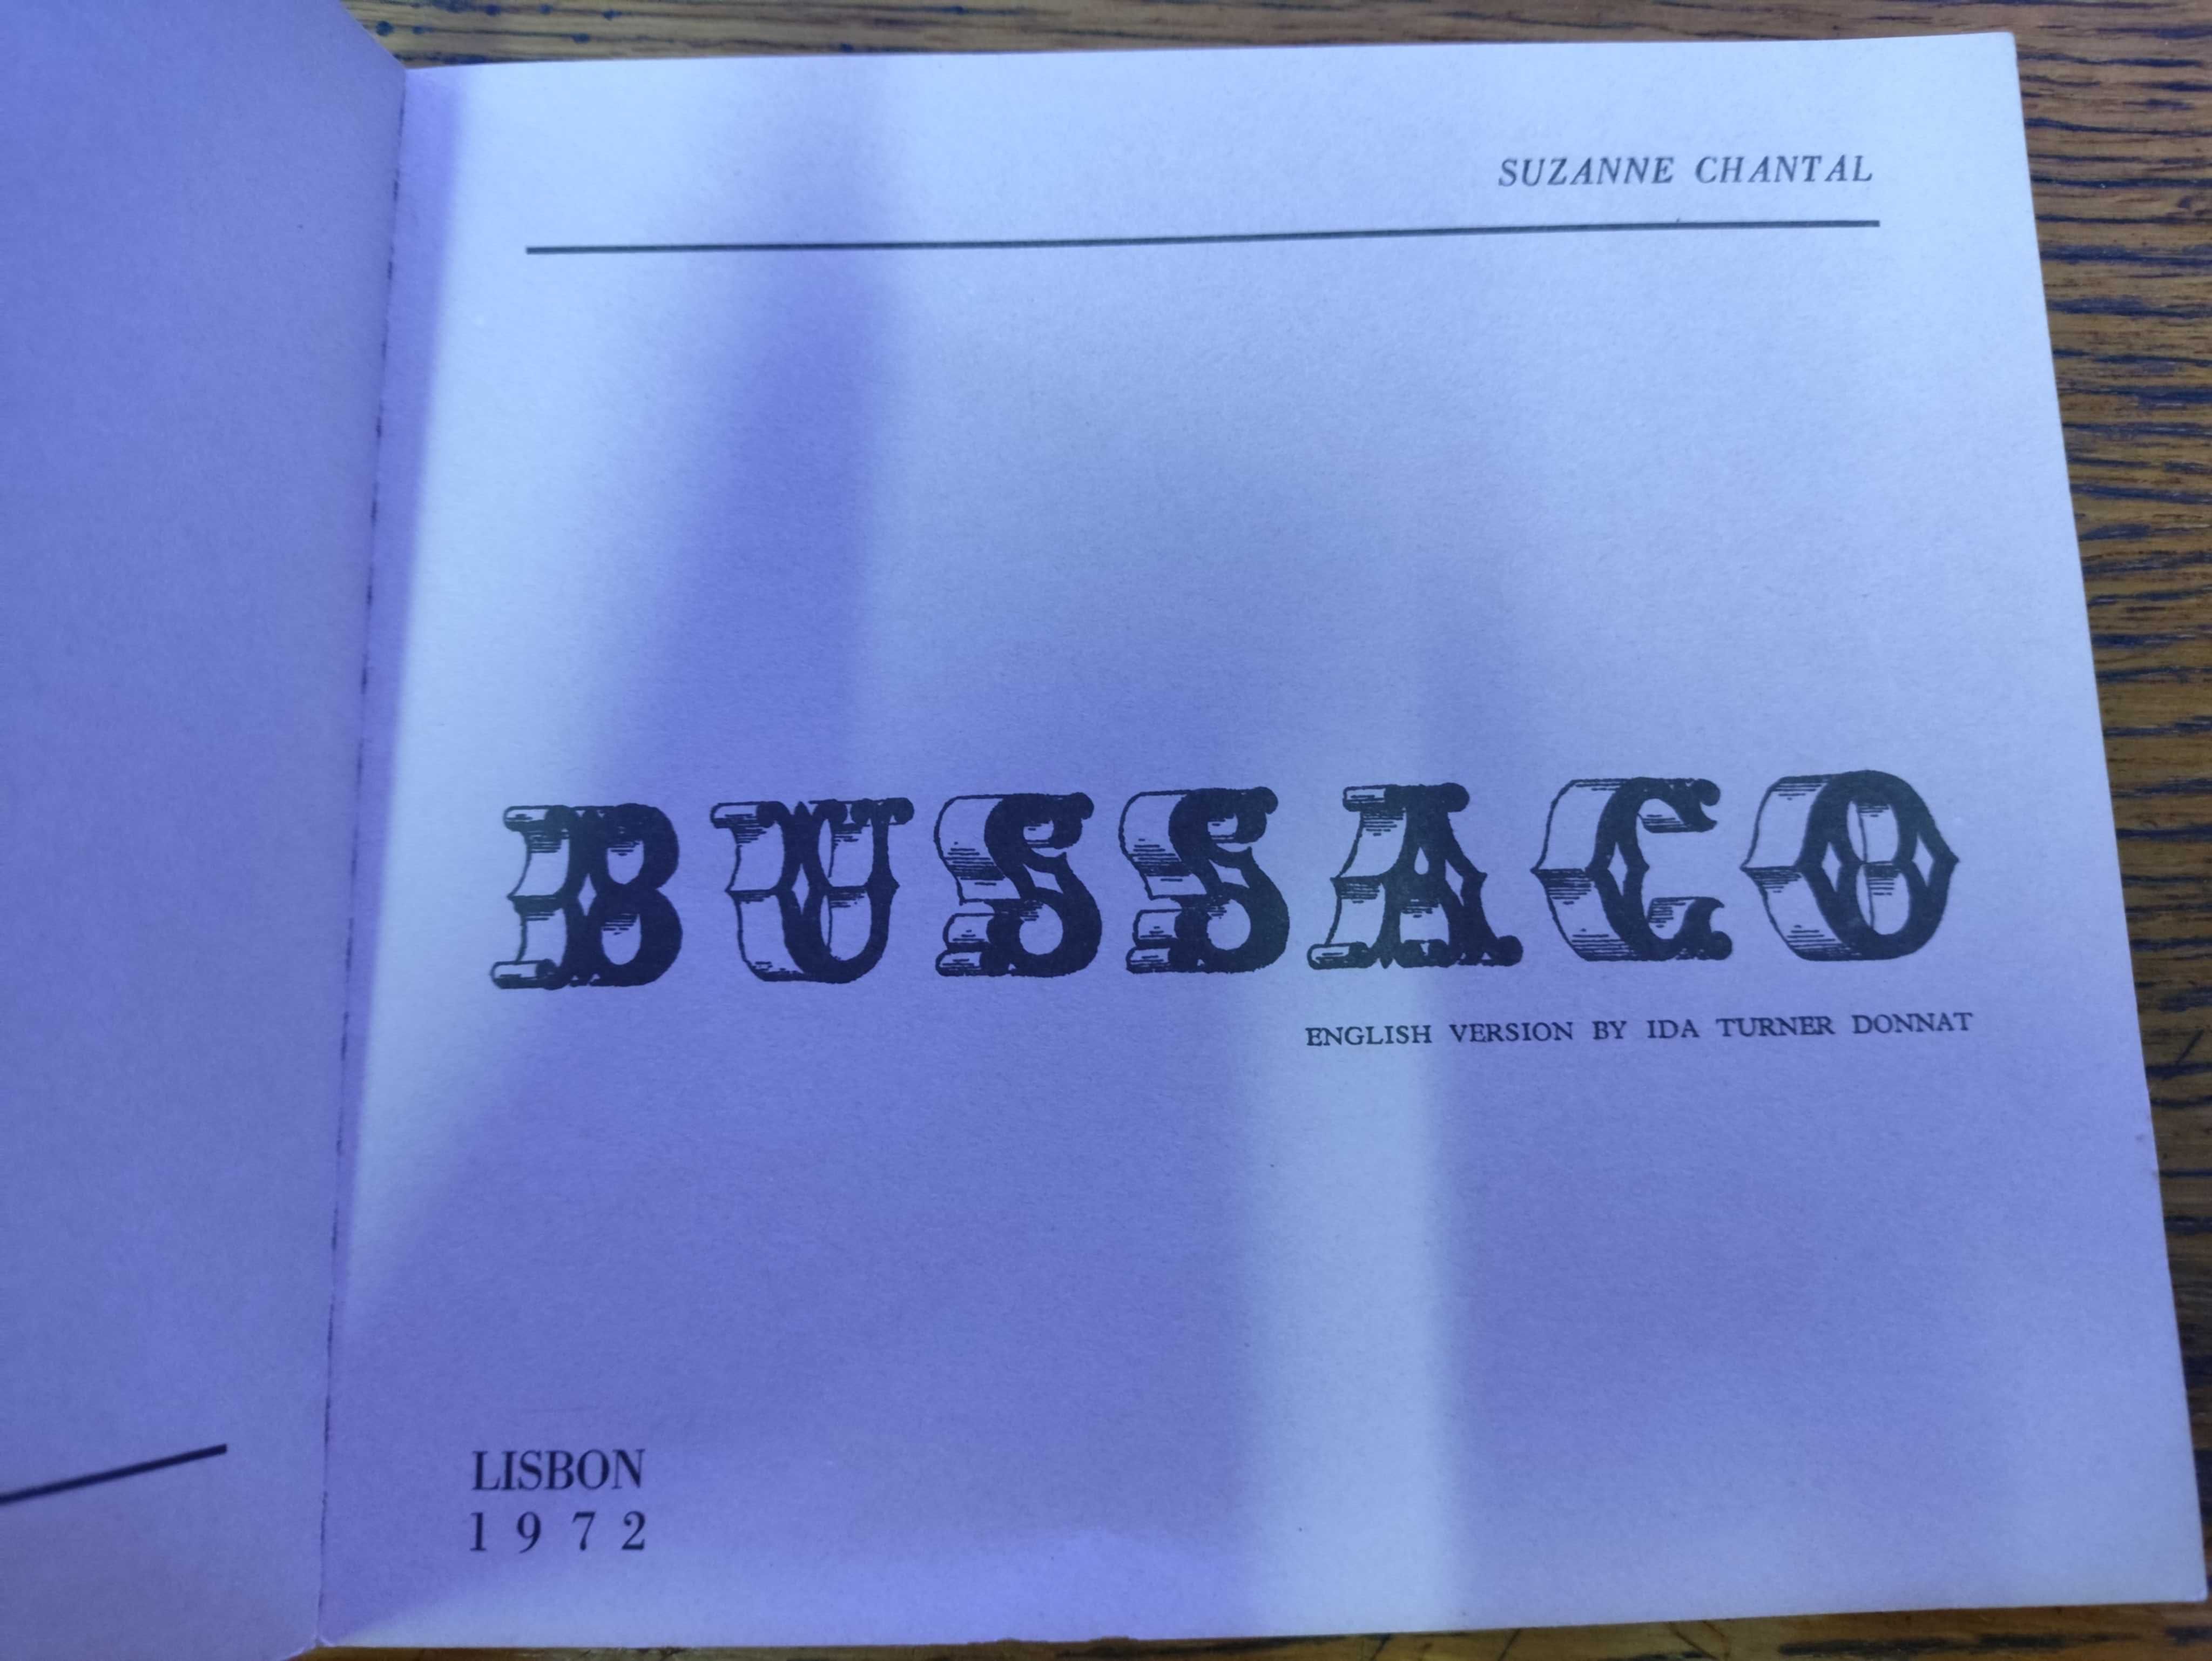 SUZANNE CHANTAL
BUSSACO
ENGLISH VERSION BY IDA TURNER DONNAT
LISBON
1972